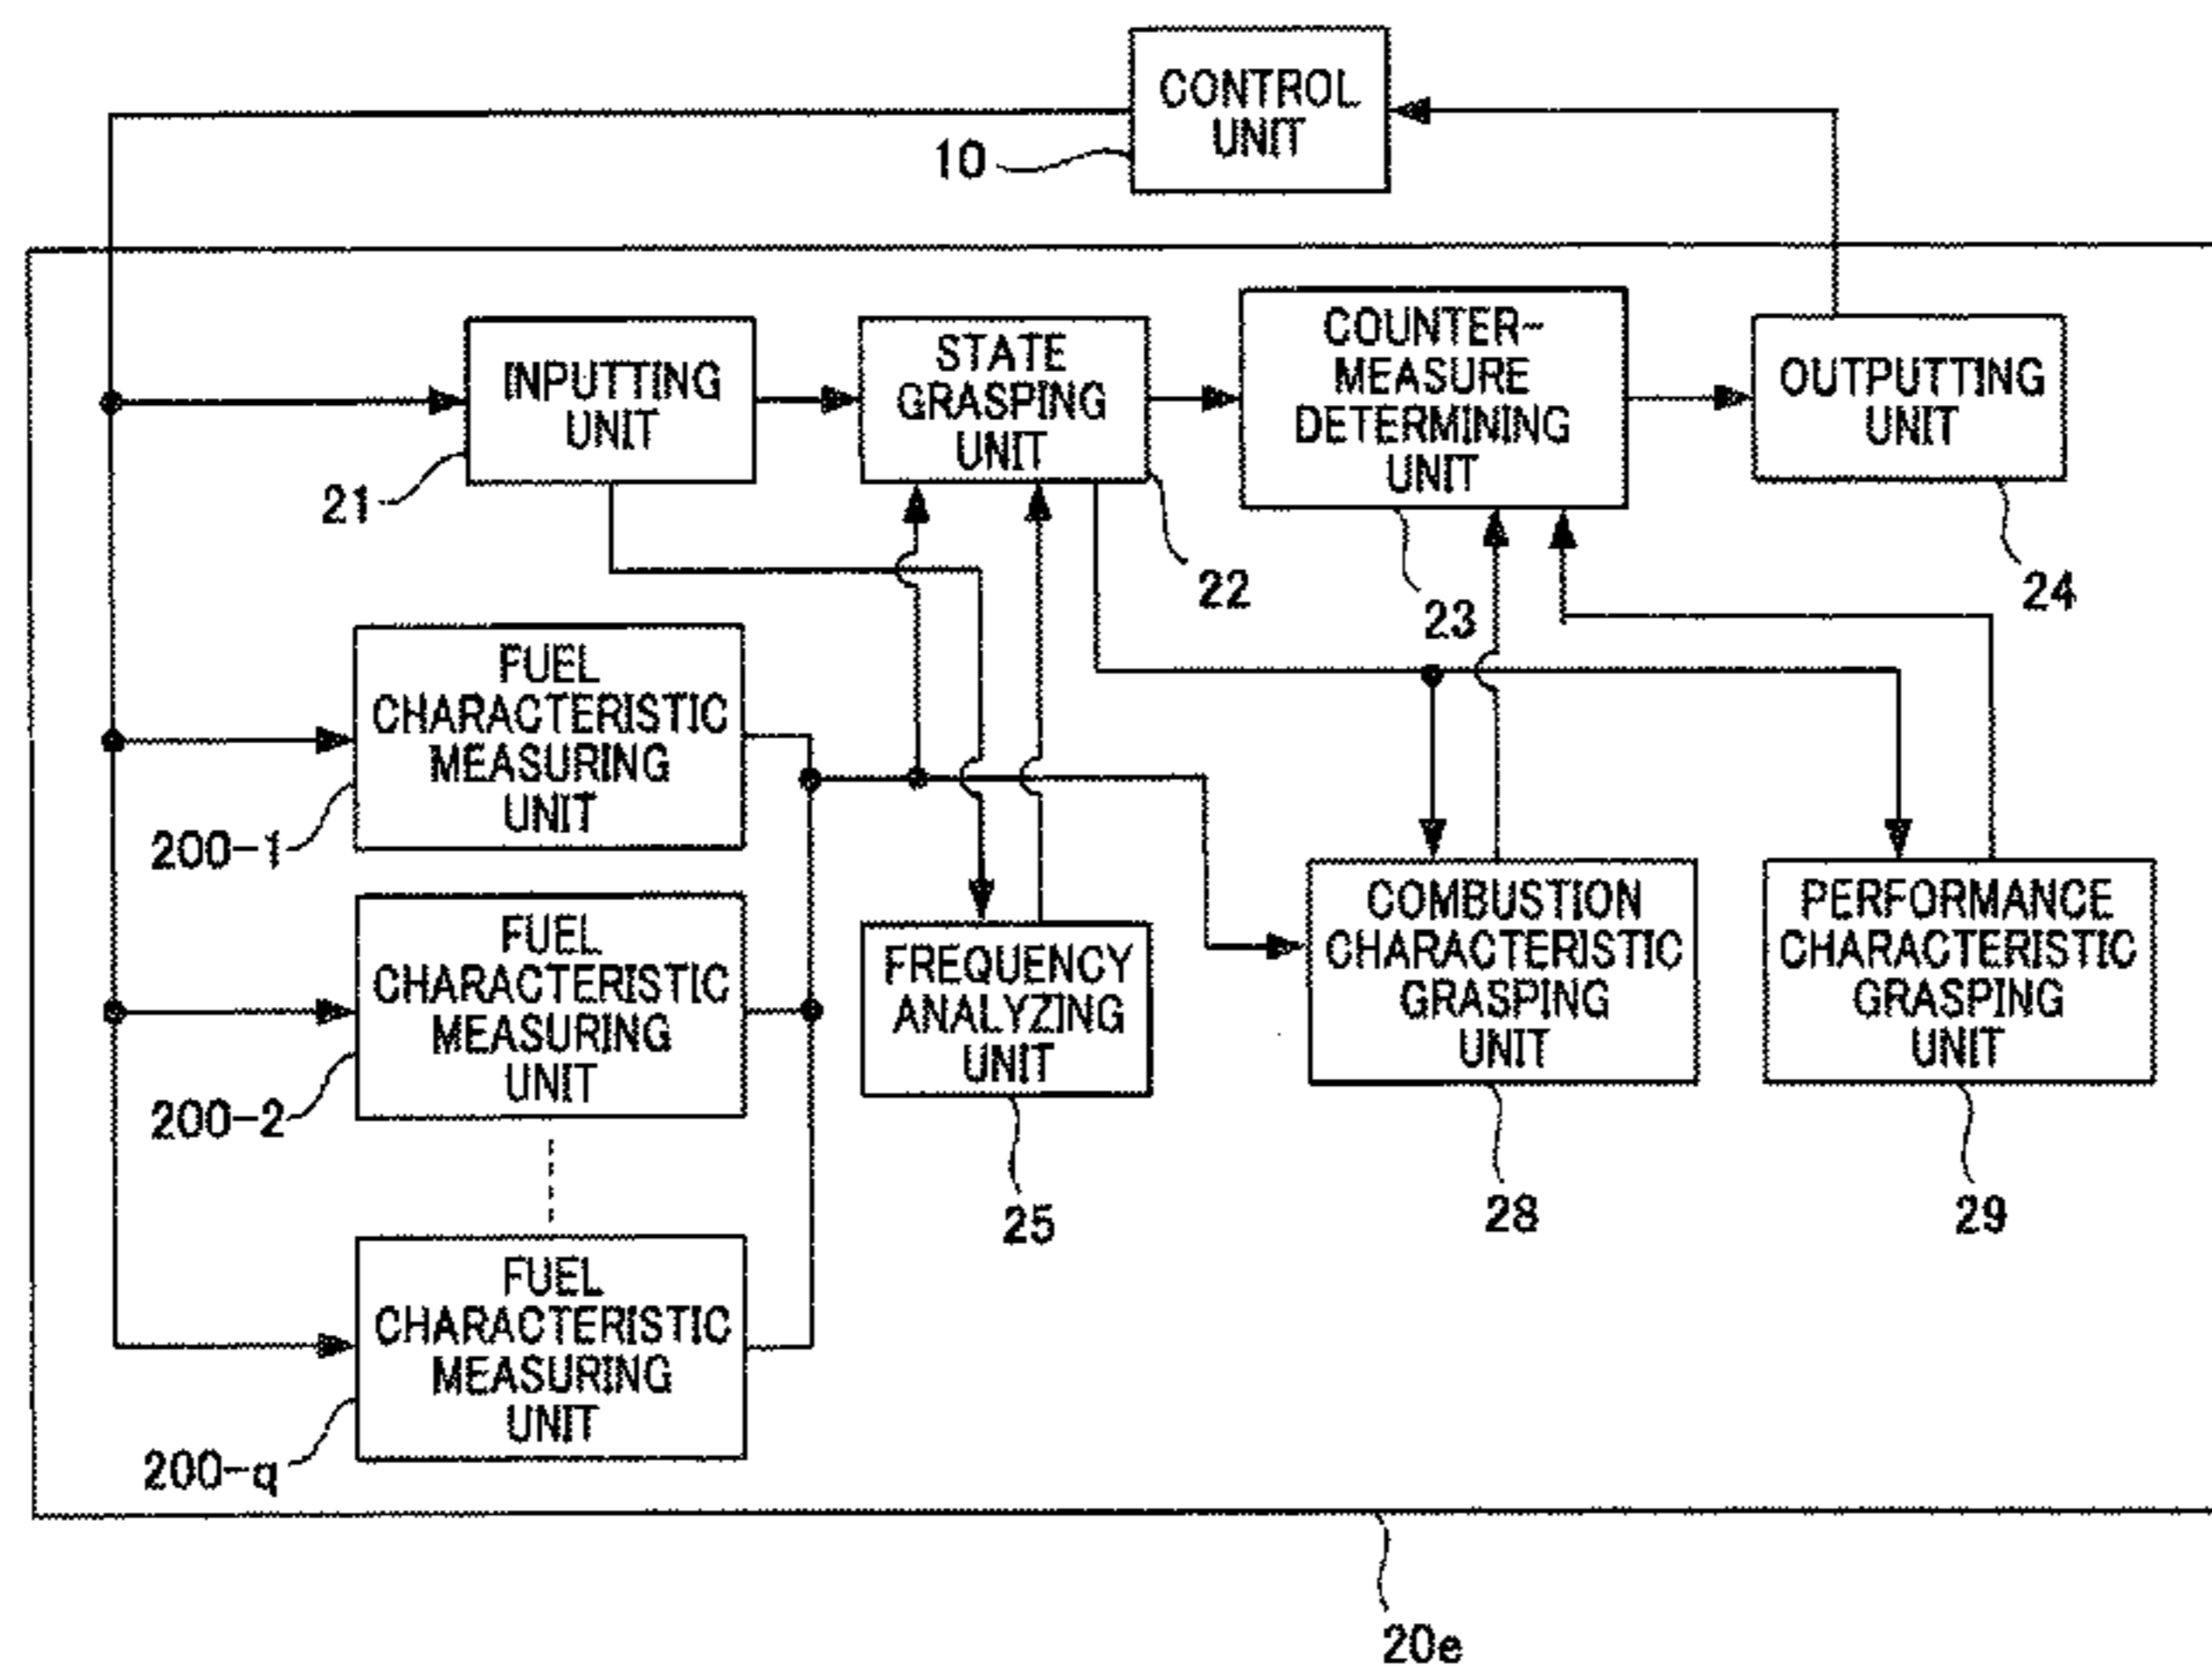 CONTROL
UNIT
10
INPUTTING
UNIT
21
STATE
GRASPING
UNIT
22
COUNTER-
MEASURE
DETERMINING
UNIT
23
OUTPUTTING
UNIT
24
FUEL
CHARACTERISTIC
MEASURING
UNIT
200-1
FUEL
CHARACTERISTIC
MEASURING
UNIT
200-2
FUEL
CHARACTERISTIC
MEASURING
UNIT
200-q
FREQUENCY
ANALYZING
UNIT
25
COMBUSTION
CHARACTERISTIC
GRASPING
UNIT
28
PERFORMANCE
CHARACTERISTIC
GRASPING
UNIT
29
20e